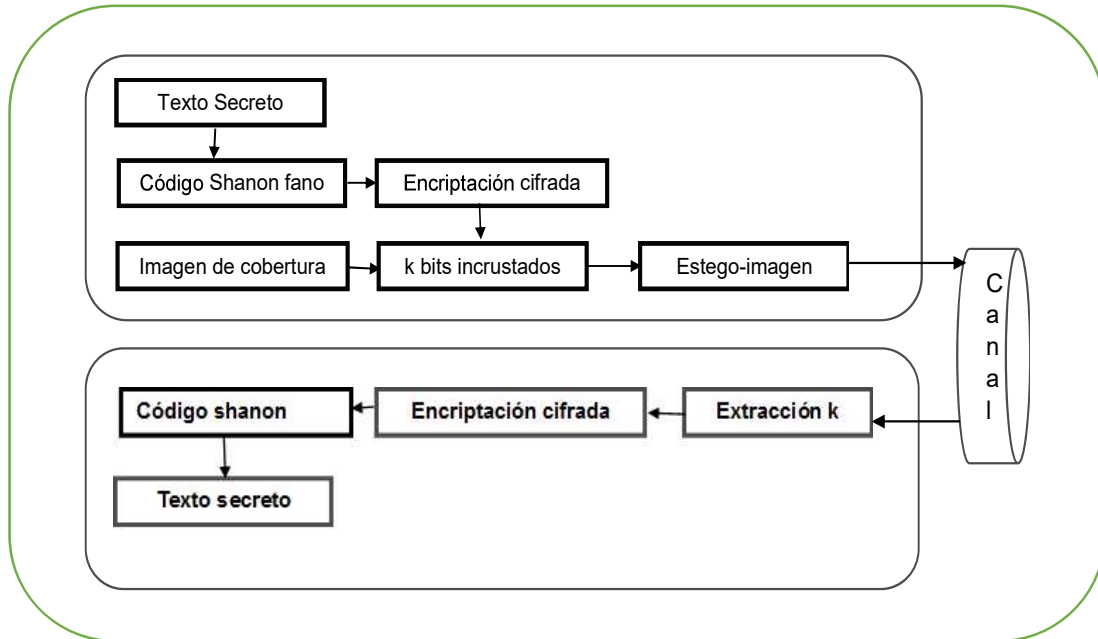 Texto Secreto
Código Shanon fano
Encriptación cifrada
Imagen de cobertura
k bits incrustados
Estego-imagen
C
a
n
a
l
Código shanon
Encriptación cifrada
Extracción k
Texto secreto